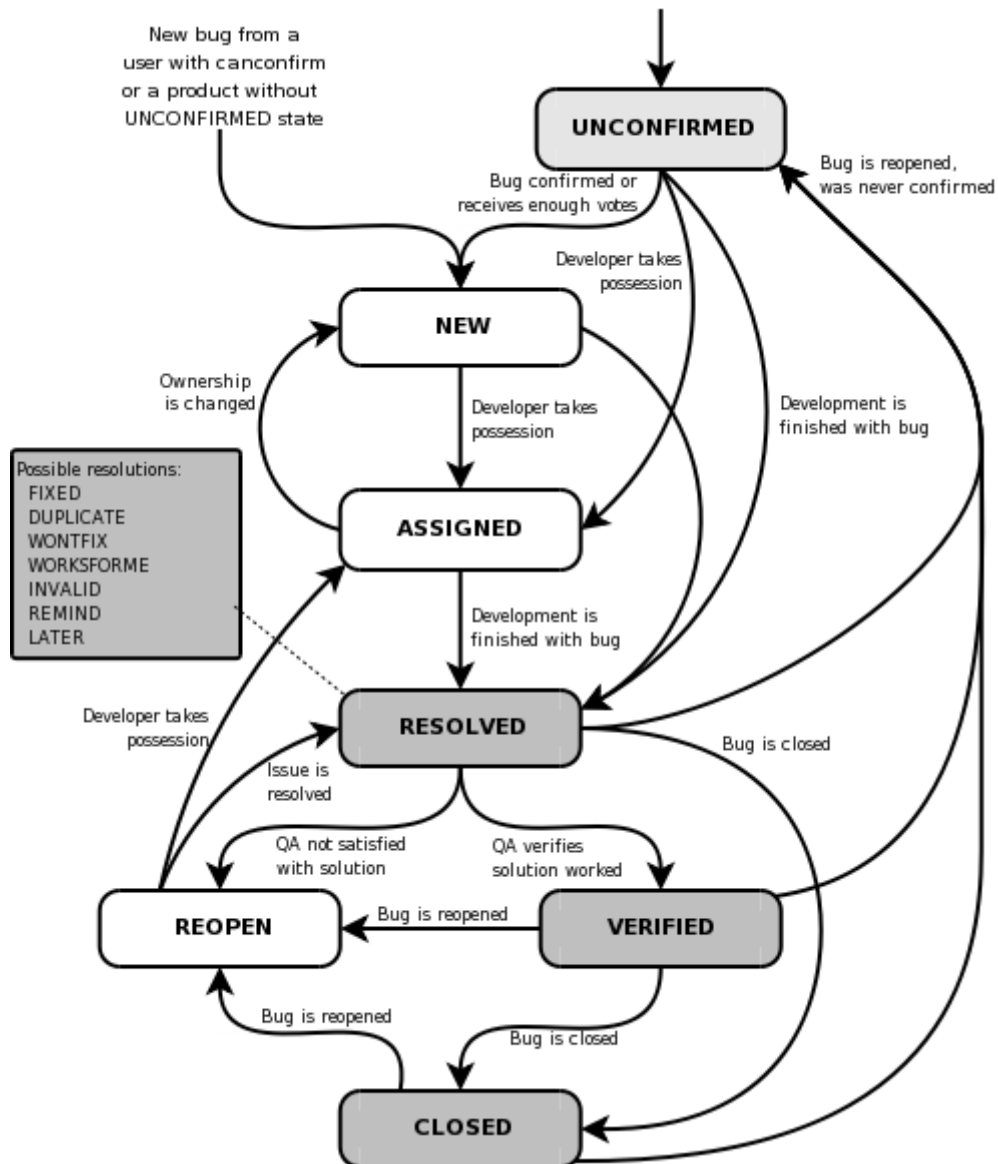 New bug from a
user with canconfirm
or a product without
UNCONFIRMED state
UNCONFIRMED
Bug is reopened,
was never confirmed
Bug confirmed or
receives enough votes
Developer takes
possession
NEW
Ownership
is changed
Developer takes
possession
Development is
finished with bug
Possible resolutions:
FIXED
DUPLICATE
WONTFIX
WORKSFORME
INVALID
REMIND
LATER
ASSIGNED
Development is
finished with bug
Developer takes
possession
RESOLVED
Bug is closed
Issue is
resolved
QA not satisfied
with solution
QA verifies
solution worked
REOPEN
Bug is reopened
VERIFIED
Bug is reopened
Bug is closed
CLOSED